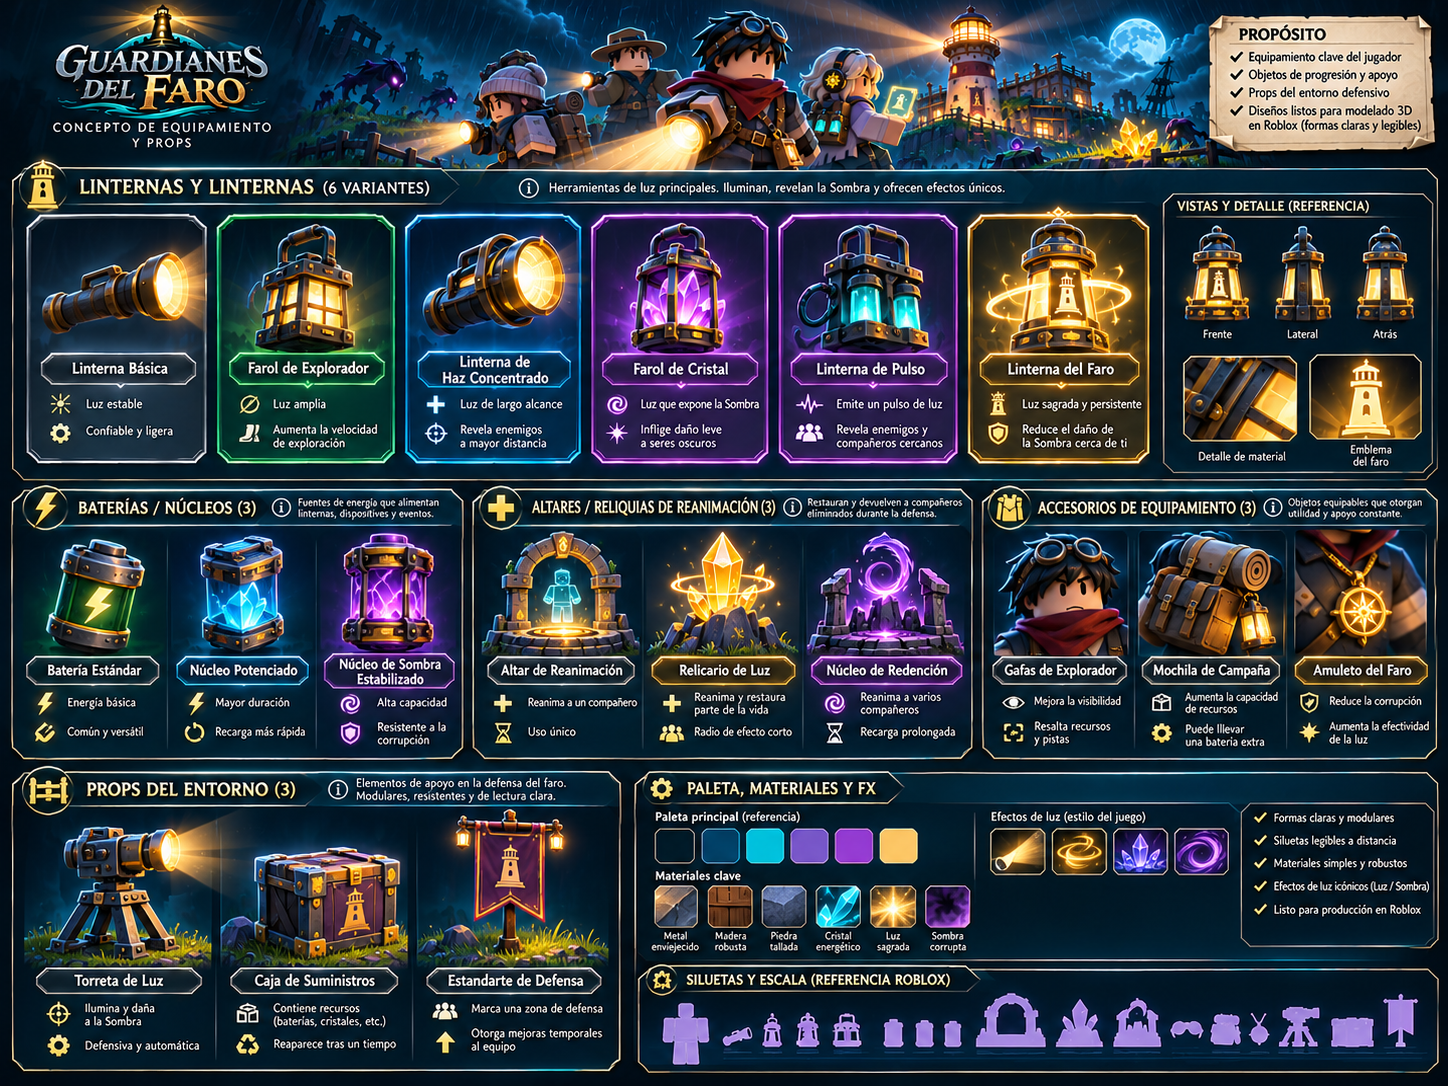 GUARDIANES
DEL FARO
CONCEPTO DE EQUIPAMIENTO
Y PROPS
PROPÓSITO
Equipamiento clave del jugador
Objetos de progresión y apoyo
Props del entorno defensivo
Diseños listos para modelado 3D
en Roblox (formas claras y legibles)
LINTERNAS Y LINTERNAS (6 VARIANTES)
Herramientas de luz principales. Iluminan, revelan la Sombra y ofrecen efectos únicos.
Linterna Básica
Luz estable
Confiable y ligera
Farol de Explorador
Luz amplia
Aumenta la velocidad
de exploración
Linterna de
Haz Concentrado
Luz de largo alcance
Revela enemigos
a mayor distancia
Farol de Cristal
Luz que expone la Sombra
Inflige daño leve
a seres oscuros
Linterna de Pulso
Emite un pulso de luz
Revela enemigos y
compañeros cercanos
Linterna del Faro
Luz sagrada y persistente
Reduce el daño de
la Sombra cerca de ti
VISTAS Y DETALLE (REFERENCIA)
Frente
Lateral
Atrás
Detalle de material
Emblema
del faro
BATERÍAS / NÚCLEOS (3)
Fuentes de energía que alimentan
linternas, dispositivos y eventos.
Batería Estándar
Energía básica
Común y versátil
Núcleo Potenciado
Mayor duración
Recarga más rápida
Núcleo de Sombra
Estabilizado
Alta capacidad
Resistente a la
corrupción
ALTARES / RELIQUIAS DE REANIMACIÓN (3)
Restauran y devuelven a compañeros
eliminados durante la defensa.
Altar de Reanimación
Reanima a un compañero
Uso único
Relicario de Luz
Reanima y restaura
parte de la vida
Radio de efecto corto
Núcleo de Redención
Reanima a varios
compañeros
Recarga prolongada
ACCESORIOS DE EQUIPAMIENTO (3)
Objetos equipables que otorgan
utilidad y apoyo constante.
Gafas de Explorador
Mejora la visibilidad
Resalta recursos
y pistas
Mochila de Campaña
Aumenta la capacidad
de recursos
Puede lllevar
una batería extra
Amuleto del Faro
Reduce la corrupción
Aumenta la efectividad
de la luz
PROPS DEL ENTORNO (3)
Elementos de apoyo en la defensa del faro.
Modulares, resistentes y de lectura clara.
Torreta de Luz
Ilumina y daña
a la Sombra
Defensiva y automática
Caja de Suministros
Contiene recursos
(baterías, cristales, etc.)
Reaparece tras un tiempo
Estandarte de Defensa
Marca una zona de defensa
Otorga mejoras temporales
al equipo
PALETA, MATERIALES Y FX
Paleta principal (referencia)
Materiales clave
Metal
enviejecido
Madera
robusta
Piedra
tallada
Cristal
energético
Luz
sagrada
Sombra
corrupta
Efectos de luz (estilo del juego)
Formas claras y modulares
Siluetas legibles a distancia
Materiales simples y robustos
Efectos de luz icónicos (Luz / Sombra)
Listo para producción en Roblox
SILUETAS Y ESCALA (REFERENCIA ROBLOX)